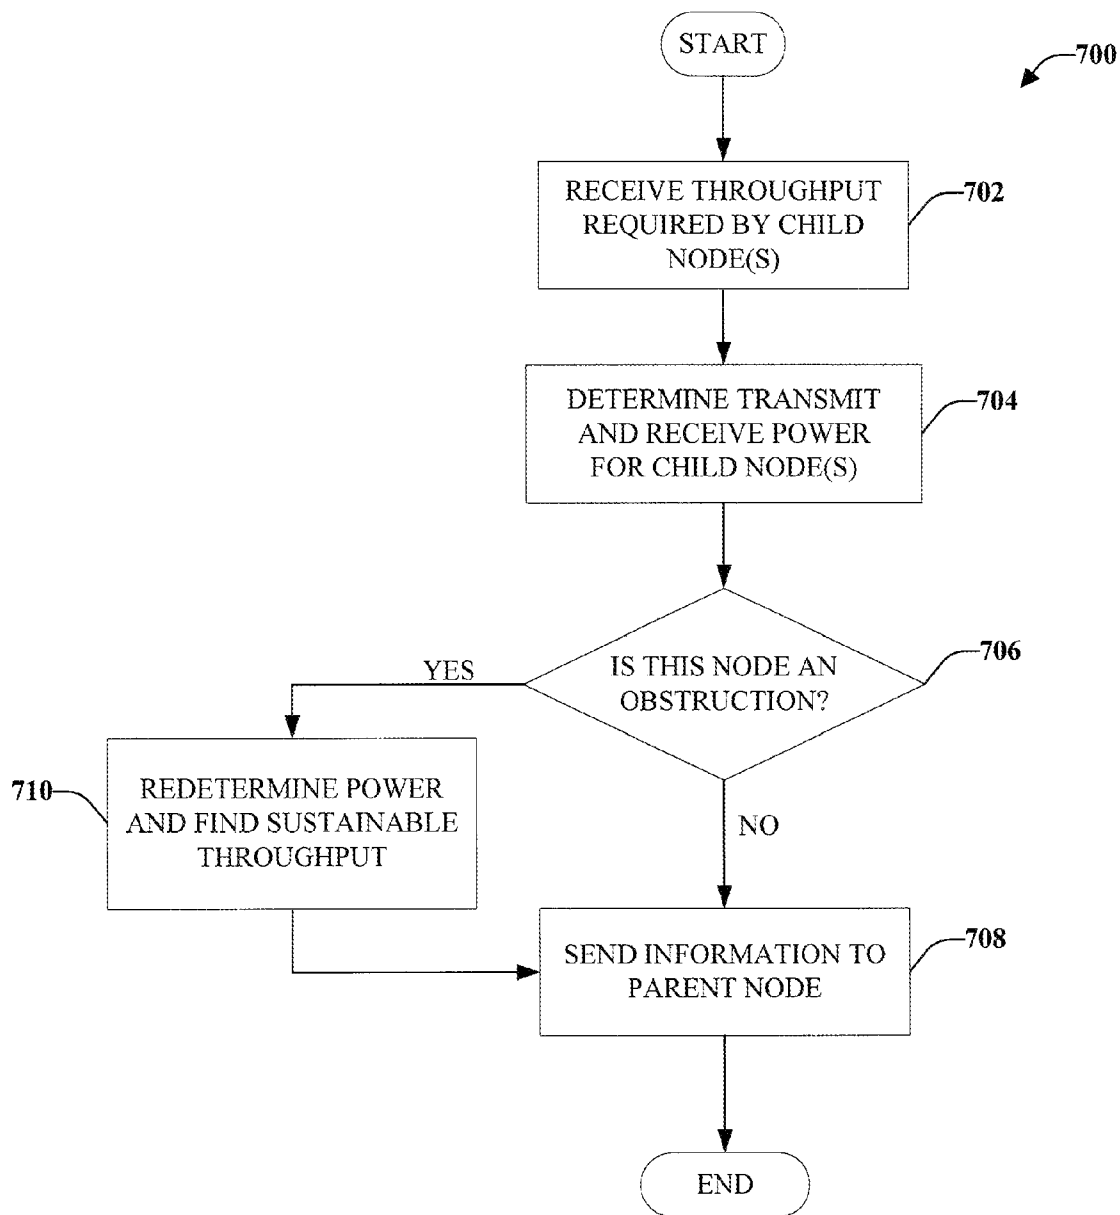 START
700
RECEIVE THROUGHPUT
REQUIRED BY CHILD
NODE(S)
702
DETERMINE TRANSMIT
AND RECEIVE POWER
FOR CHILD NODE(S)
704
IS THIS NODE AN
OBSTRUCTION?
706
YES
710
REDETERMINE POWER
AND FIND SUSTAINABLE
THROUGHPUT
NO
SEND INFORMATION TO
PARENT NODE
708
END